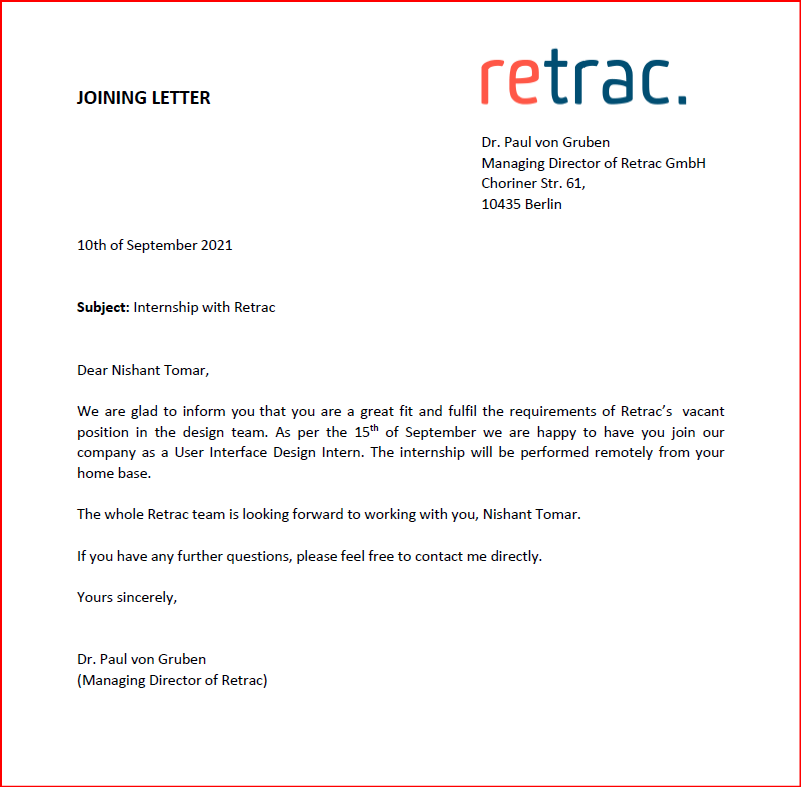 retrac.
JOINING LETTER
Dr. Paul von Gruben
Managing Director of Retrac GmbH
Choriner Str. 61,
10435 Berlin
10th of September 2021
Subject: Internship with Retrac
Dear Nishant Tomar,
We are glad to inform you that you are a great fit and fulfil the requirements of Retrac’s  vacant
position in the design team. As per the 15th of September we are happy to have you join our
company as a User Interface Design Intern. The internship will be performed remotely from your
home base.
The whole Retrac team is looking forward to working with you, Nishant Tomar.
If you have any further questions, please feel free to contact me directly.
Yours sincerely,
Dr. Paul von Gruben
(Managing Director of Retrac)